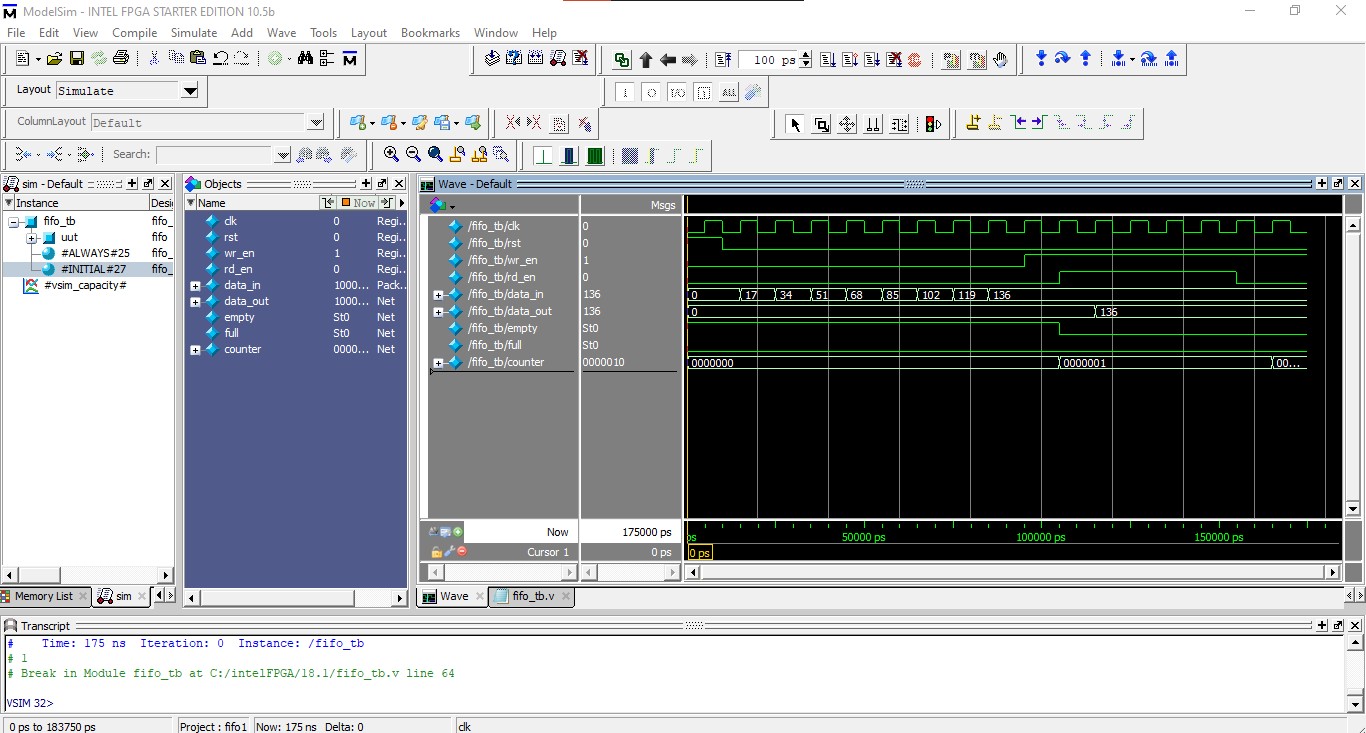 ModelSim - INTEL FPGA STARTER EDITION 10.5b
File Edit View Compile Simulate Add Wave Tools Layout Bookmarks Window Help
100 ps
Layout Simulate
ColumnLayout Default
Search:
sim - Default
Instance Desi
fifo_tb fifo_
uut fifo
#ALWAYS#25 fifo_
#INITIAL#27 fifo_
#vsim_capacity#
Memory List sim
Objects
Name Now
clk 0 Regi..
rst 0 Regi..
wr_en 1 Regi..
rd_en 0 Regi..
data_in 1000... Pack..
data_out 1000... Net
empty St0 Net
full St0 Net
counter 0000... Net
Wave - Default
Msgs
/fifo_tb/clk 0
/fifo_tb/rst 0
/fifo_tb/wr_en 1
/fifo_tb/rd_en 0
/fifo_tb/data_in 136 0 17 34 51 68 85 102 119 136
/fifo_tb/data_out 136 0 136
/fifo_tb/empty St0
/fifo_tb/full St0
/fifo_tb/counter 0000010 0000000 0000001 00...
Now 175000 ps ps 50000 ps 100000 ps 150000 ps
Cursor 1 0 ps 0 ps
Wave fifo_tb.v
Transcript
# Time: 175 ns Iteration: 0 Instance: /fifo_tb
# 1
# Break in Module fifo_tb at C:/intelFPGA/18.1/fifo_tb.v line 64
VSIM 32>
0 ps to 183750 ps Project : fifo1 Now: 175 ns Delta: 0 clk